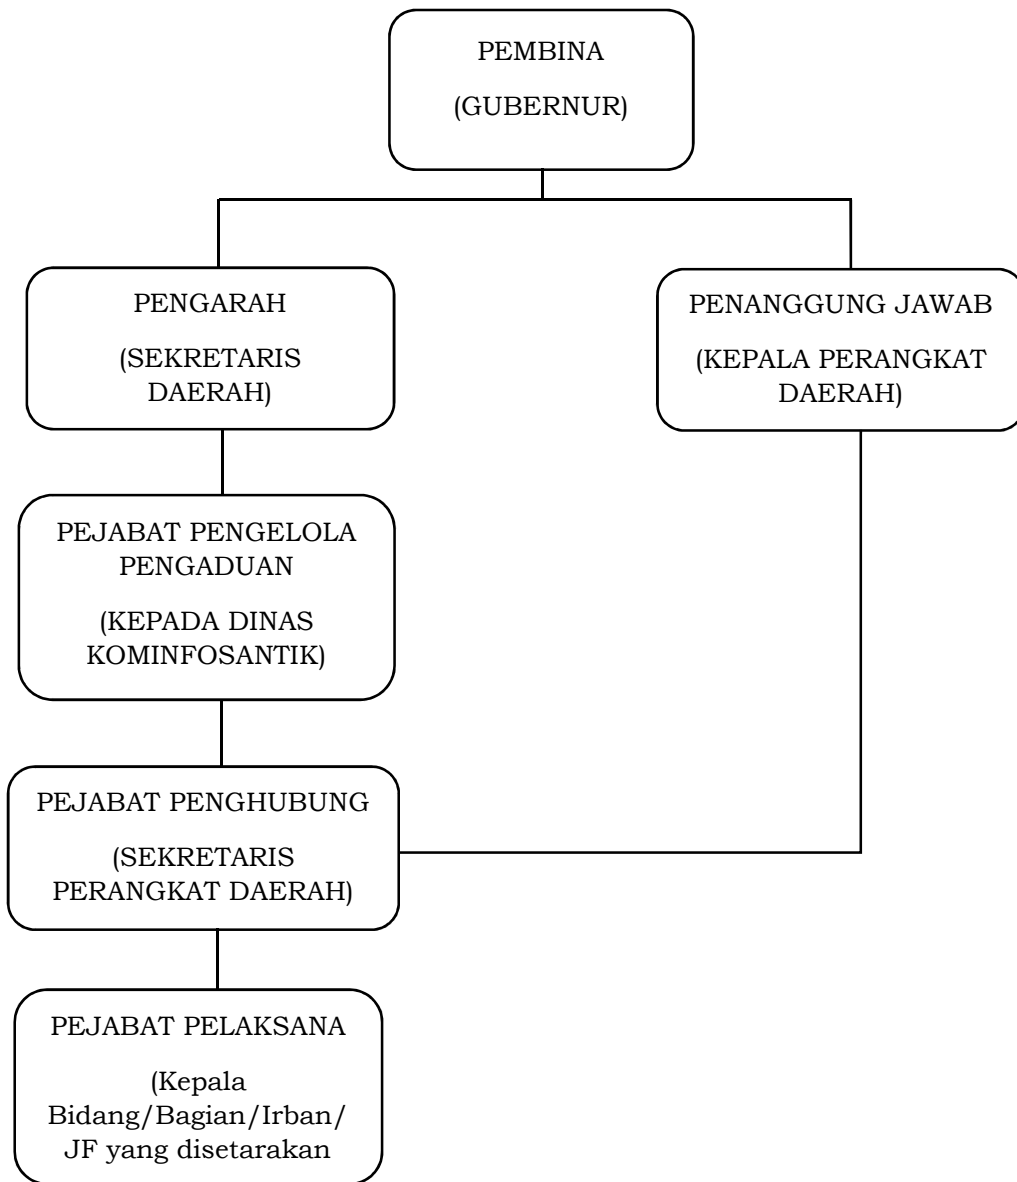 PEMBINA
(GUBERNUR)
PENGARAH
(SEKRETARIS
DAERAH)
PENANGGUNG JAWAB
(KEPALA PERANGKAT
DAERAH)
PEJABAT PENGELOLA
PENGADUAN
(KEPADA DINAS
KOMINFOSANTIK)
PEJABAT PENGHUBUNG
(SEKRETARIS
PERANGKAT DAERAH)
PEJABAT PELAKSANA
(Kepala
Bidang/Bagian/Irban/
JF yang disetarakan